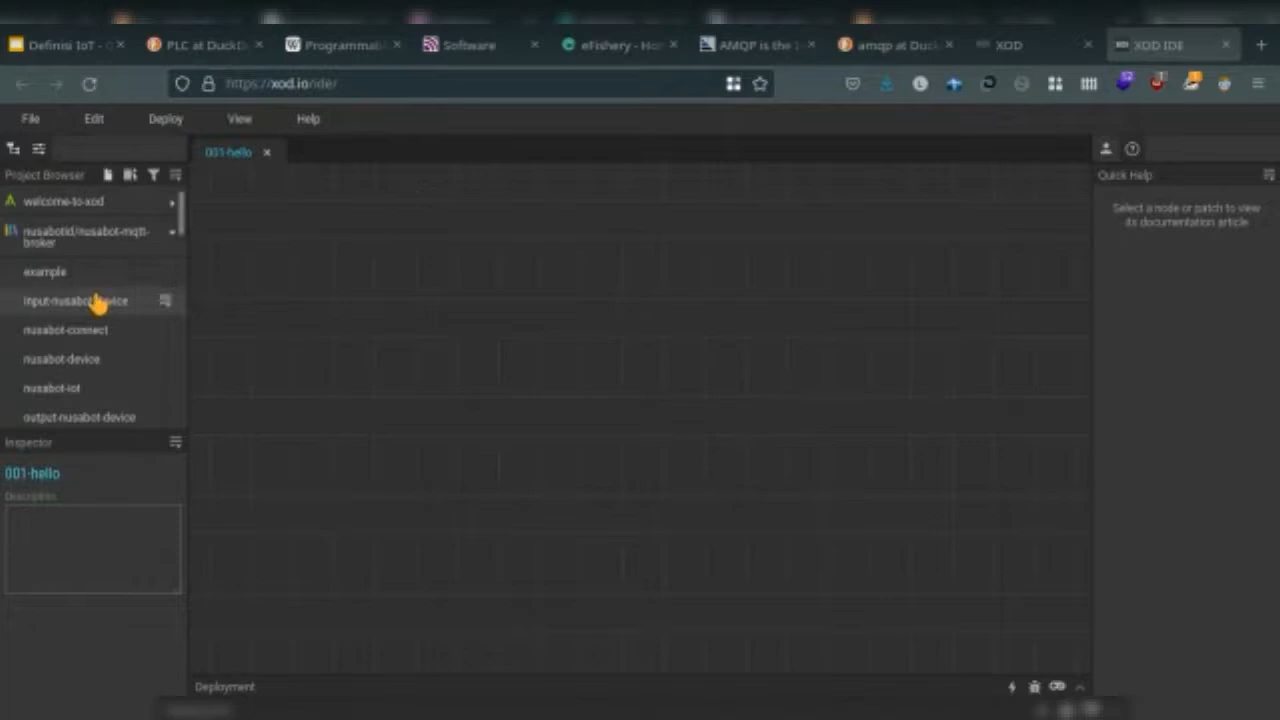 Definisi IoT - G
PLC at DuckD
Programmabl
Software
eFishery - Hor
AMQP is the I
amqp at Duck
XOD
XOD IDE
https://xod.io/ide/
File
Edit
Deploy
View
Help
001-hello
Project Browser
Quick Help
welcome-to-xod
Select a node or patch to view
its documentation article
nusabotid/nusabot-mqtt-
broker
example
input-nusabot-device
nusabot-connect
nusabot-device
nusabot-iot
output-nusabot-device
Inspector
001-hello
Description
Deployment